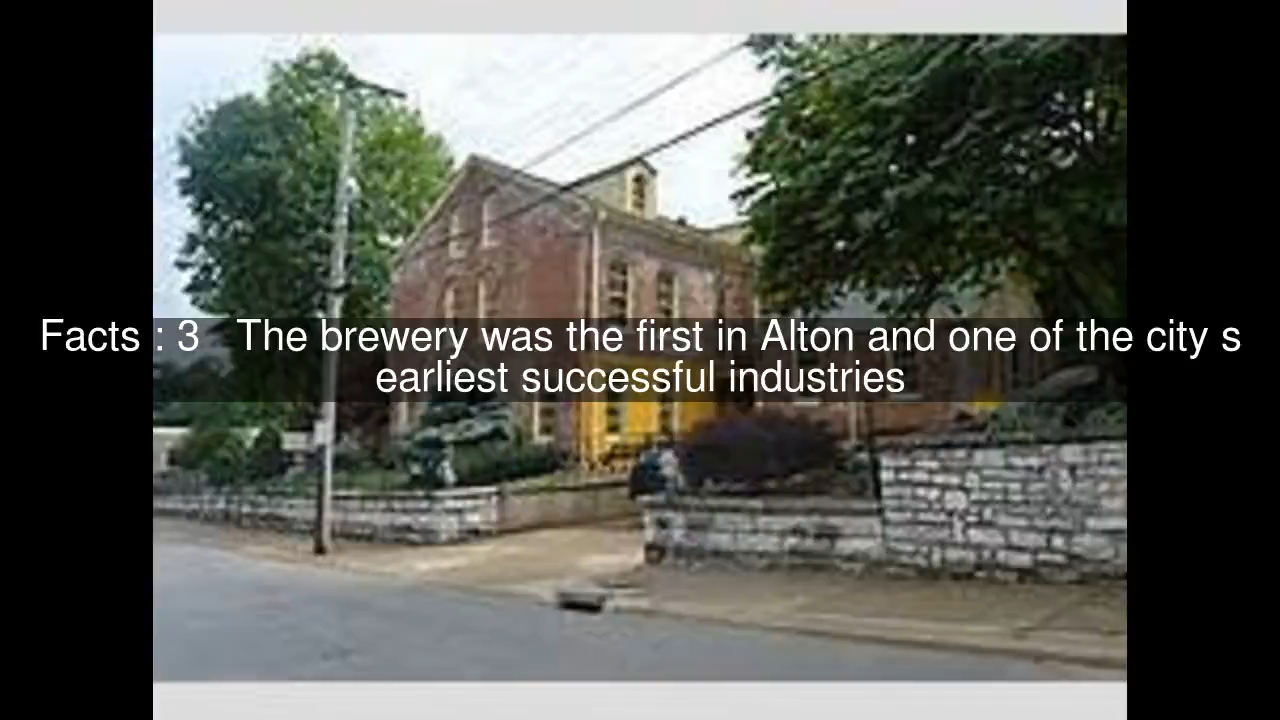 Facts : 3 The brewery was the first in Alton and one of the city s
earliest successful industries